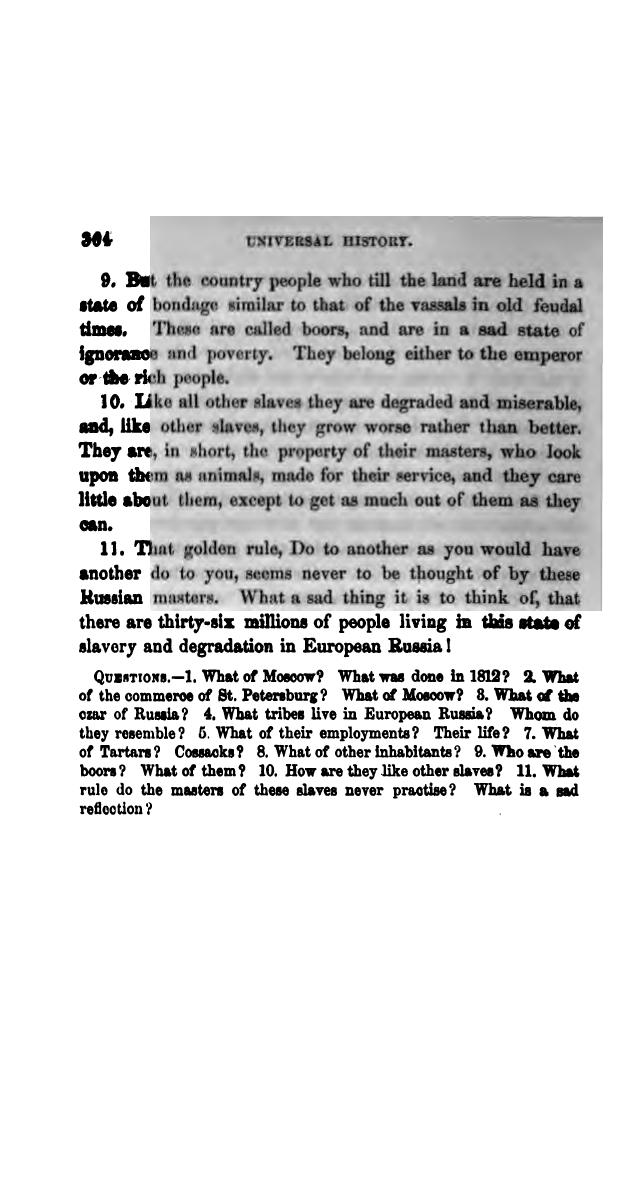 304 UNIVERSAL HISTORY.
9. But the country people who till the land are held in a
state of bondage similar to that of the vassals in old feudal
times. These are called boors, and are in a sad state of
ignorance and poverty. They belong either to the emperor
or the rich people.
10. Like all other slaves they are degraded and miserable,
and, like other slaves, they grow worse rather than better.
They are, in short, the property of their masters, who look
upon them as animals, made for their service, and they care
little about them, except to get as much out of them as they
can.
11. That golden rule, Do to another as you would have
another do to you, seems never to be thought of by these
Russian masters. What a sad thing it is to think of, that
there are thirty-six millions of people living in this state of
slavery and degradation in European Russia!
QUESTIONS.—1. What of Moscow? What was done in 1812? 2. What
of the commerce of St. Petersburg? What of Moscow? 3. What of the
czar of Russia? 4. What tribes live in European Russia? Whom do
they resemble? 5. What of their employments? Their life? 7. What
of Tartars? Cossacks? 8. What of other inhabitants? 9. Who are the
boors? What of them? 10. How are they like other slaves? 11. What
rule do the masters of these slaves never practise? What is a sad
reflection?